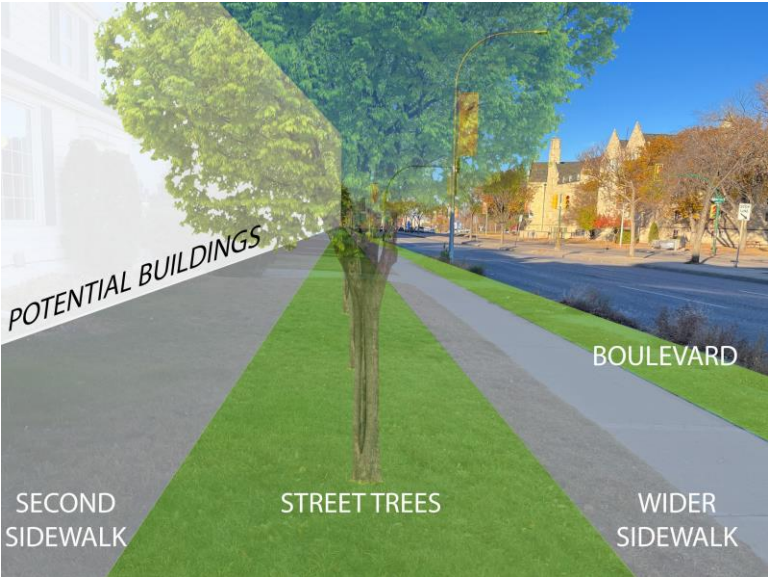 POTENTIAL BUILDINGS
BOULEVARD
SECOND
SIDEWALK
STREET TREES
WIDER
SIDEWALK